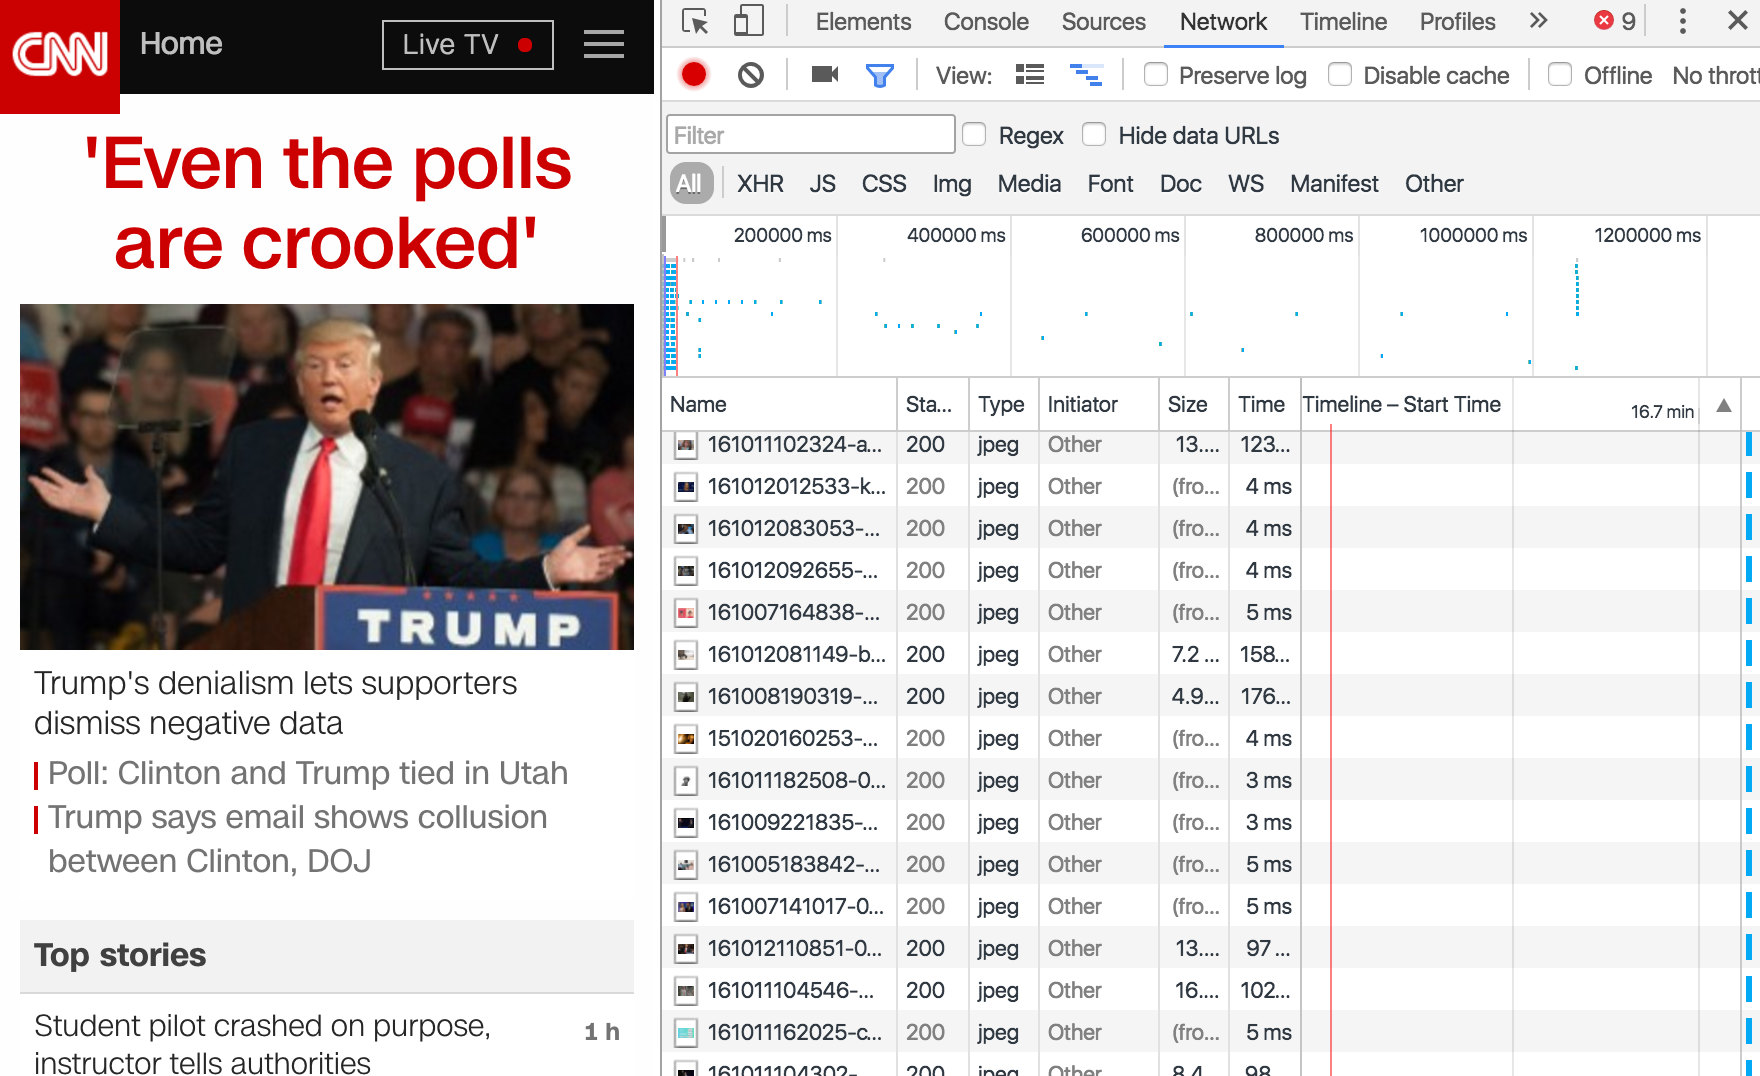 CNN
Home
Live TV
'Even the polls
are crooked'
TRUMP
Trump's denialism lets supporters
dismiss negative data
Poll: Clinton and Trump tied in Utah
Trump says email shows collusion
between Clinton, DOJ
Top stories
Student pilot crashed on purpose, 1 h
instructor tells authorities
Elements Console Sources Network Timeline Profiles » 9
View: Preserve log Disable cache Offline No thrott
Filter Regex Hide data URLs
All XHR JS CSS Img Media Font Doc WS Manifest Other
200000 ms 400000 ms 600000 ms 800000 ms 1000000 ms 1200000 ms
Name Sta... Type Initiator Size Time Timeline – Start Time 16.7 min
161011102324-a... 200 jpeg Other 13.... 123...
161012012533-k... 200 jpeg Other (fro... 4 ms
161012083053-... 200 jpeg Other (fro... 4 ms
161012092655-... 200 jpeg Other (fro... 4 ms
161007164838-... 200 jpeg Other (fro... 5 ms
161012081149-b... 200 jpeg Other 7.2 ... 158...
161008190319-... 200 jpeg Other 4.9... 176...
151020160253-... 200 jpeg Other (fro... 4 ms
161011182508-0... 200 jpeg Other (fro... 3 ms
161009221835-... 200 jpeg Other (fro... 3 ms
161005183842-... 200 jpeg Other (fro... 5 ms
161007141017-0... 200 jpeg Other (fro... 5 ms
161012110851-0... 200 jpeg Other 13.... 97 ...
161011104546-... 200 jpeg Other 16.... 102...
161011162025-c... 200 jpeg Other (fro... 5 ms
161011104302-... 200 jpeg Other 8.4... 98...